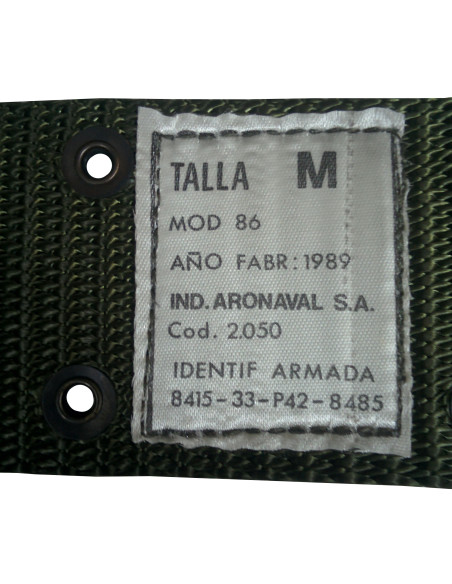 TALLA M
MOD 86
AÑO FABR: 1989
IND. ARONAVAL S.A.
Cod. 2.050
IDENTIF ARMADA
8415-33-P42-8485